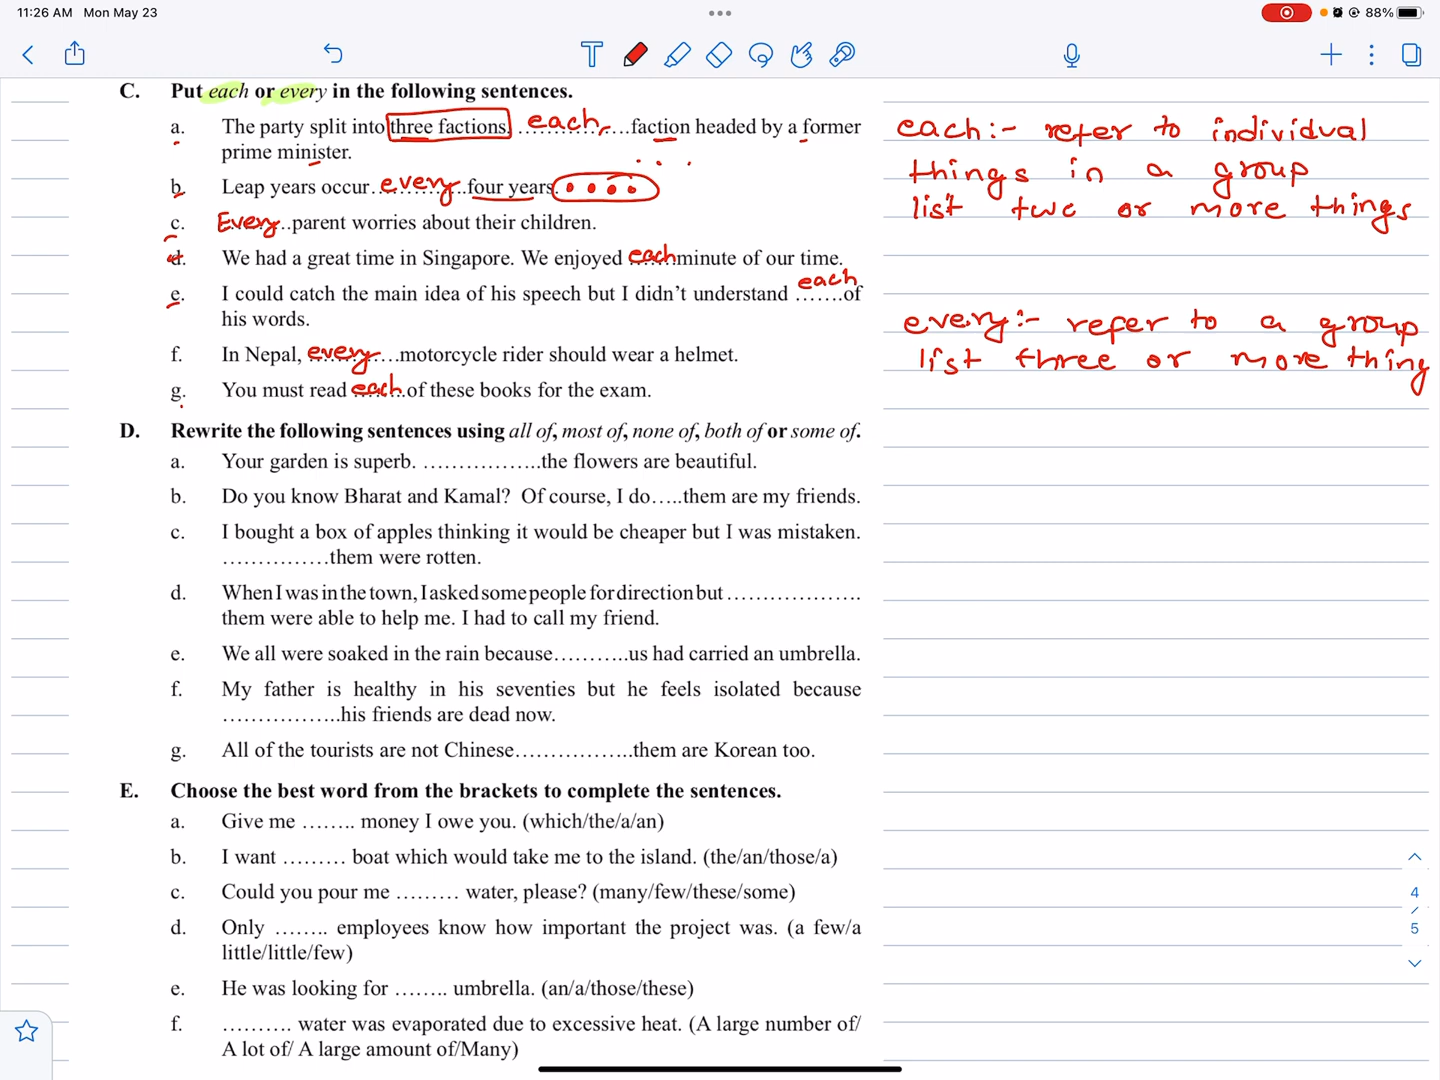 11:26 AM Mon May 23
88%
C. Put each or every in the following sentences.
a. The party split into three factions, each faction headed by a former
prime minister.
b. Leap years occur every four years.
c. Every parent worries about their children.
d. We had a great time in Singapore. We enjoyed each minute of our time.
e. I could catch the main idea of his speech but I didn't understand each of
his words.
f. In Nepal, every motorcycle rider should wear a helmet.
g. You must read each of these books for the exam.
each:- refer to individual
things in a group
list two or more things
every:- refer to a group
list three or more thing
D. Rewrite the following sentences using all of, most of, none of, both of or some of.
a. Your garden is superb. ……………..the flowers are beautiful.
b. Do you know Bharat and Kamal? Of course, I do…..them are my friends.
c. I bought a box of apples thinking it would be cheaper but I was mistaken.
……………them were rotten.
d. When I was in the town, I asked some people for direction but ………………
them were able to help me. I had to call my friend.
e. We all were soaked in the rain because………..us had carried an umbrella.
f. My father is healthy in his seventies but he feels isolated because
……………..his friends are dead now.
g. All of the tourists are not Chinese……………..them are Korean too.
E. Choose the best word from the brackets to complete the sentences.
a. Give me …….. money I owe you. (which/the/a/an)
b. I want ……… boat which would take me to the island. (the/an/those/a)
c. Could you pour me ……… water, please? (many/few/these/some)
d. Only …….. employees know how important the project was. (a few/a
little/little/few)
e. He was looking for …….. umbrella. (an/a/those/these)
f. ………. water was evaporated due to excessive heat. (A large number of/
A lot of/ A large amount of/Many)
4
/
5